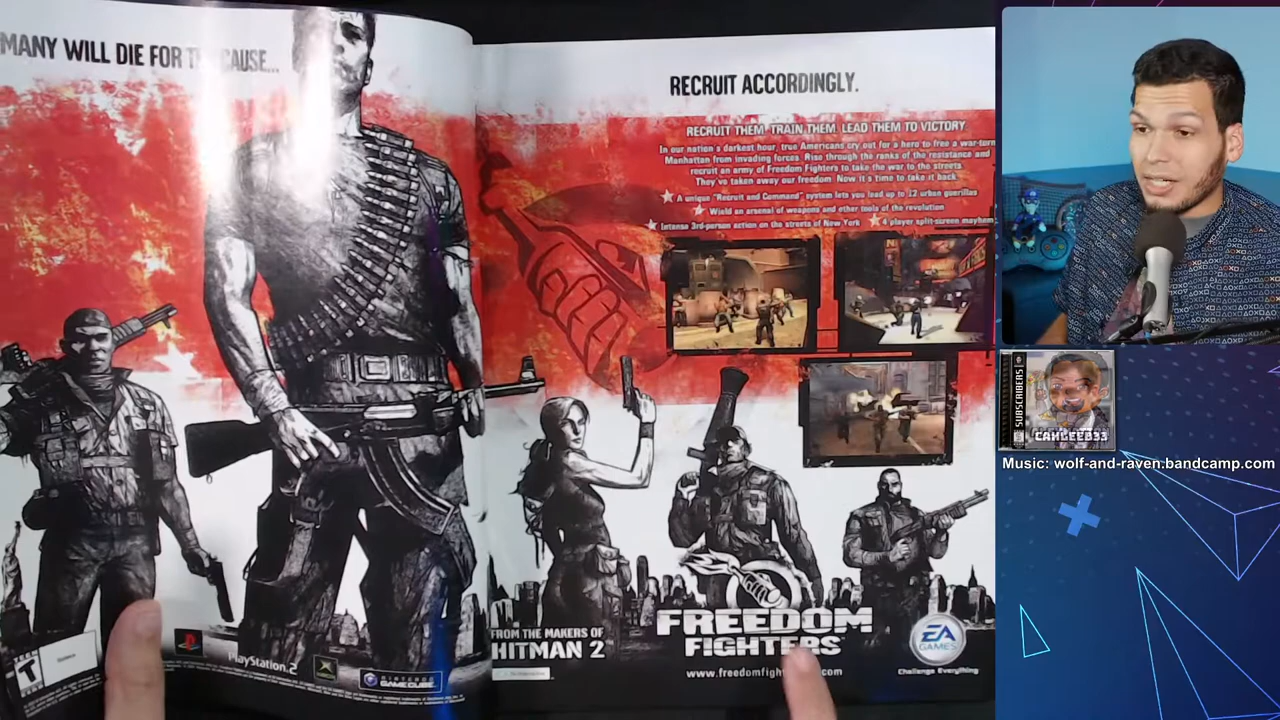 MANY WILL DIE FOR THE CAUSE...
RECRUIT ACCORDINGLY.
RECRUIT THEM. TRAIN THEM. LEAD THEM TO VICTORY.
In our nation's darkest hour, true Americans cry out for a hero to free a war-torn
Manhattan from invading forces. Rise through the ranks of the resistance and
recruit an army of Freedom Fighters to take the war to the streets.
They've taken away our freedom. Now it's time to take it back.
A unique "Recruit and Command" system lets you lead up to 12 urban guerillas
Wield an arsenal of weapons and other tools of the revolution
Intense 3rd-person action on the streets of New York
4 player split-screen mayhem
FROM THE MAKERS OF
HITMAN 2
FREEDOM
FIGHTERS
www.freedomfigh com
EA
GAMES
Challenge Everything
TEEN
T
PlayStation 2
NINTENDO
GAMECUBE
SUBSCRIBERS
Music: wolf-and-raven.bandcamp.com